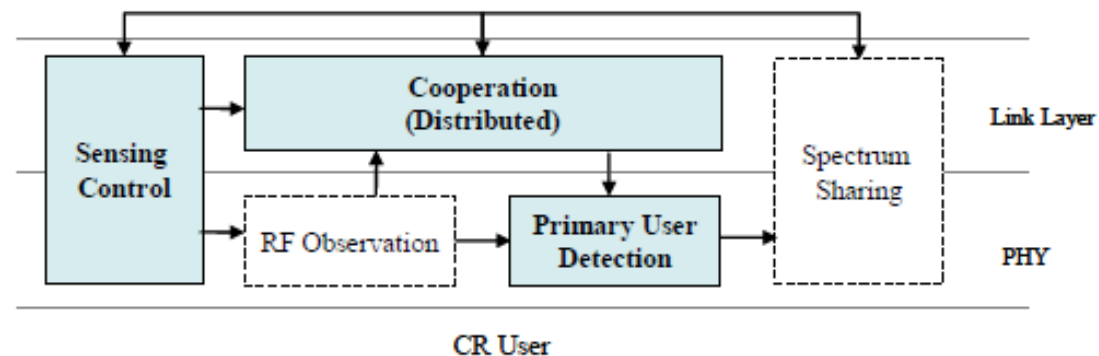 Cooperation
(Distributed)
Link Layer
Sensing
Control
Spectrum
Sharing
RF Observation
Primary User
Detection
PHY
CR User